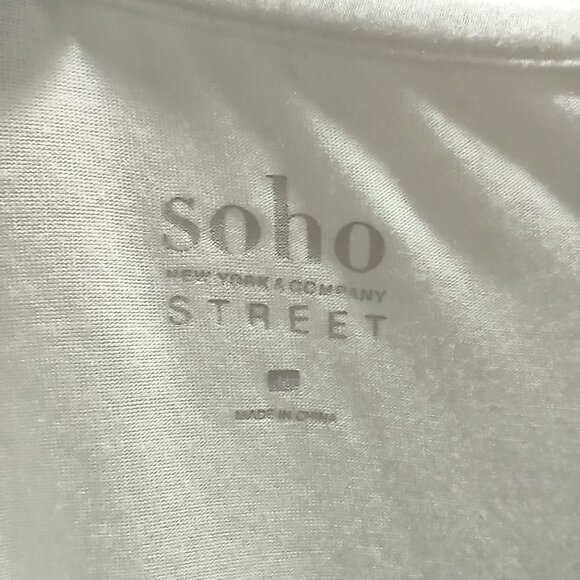 soho
NEW YORK & COMPANY
STREET
MADE IN CHINA